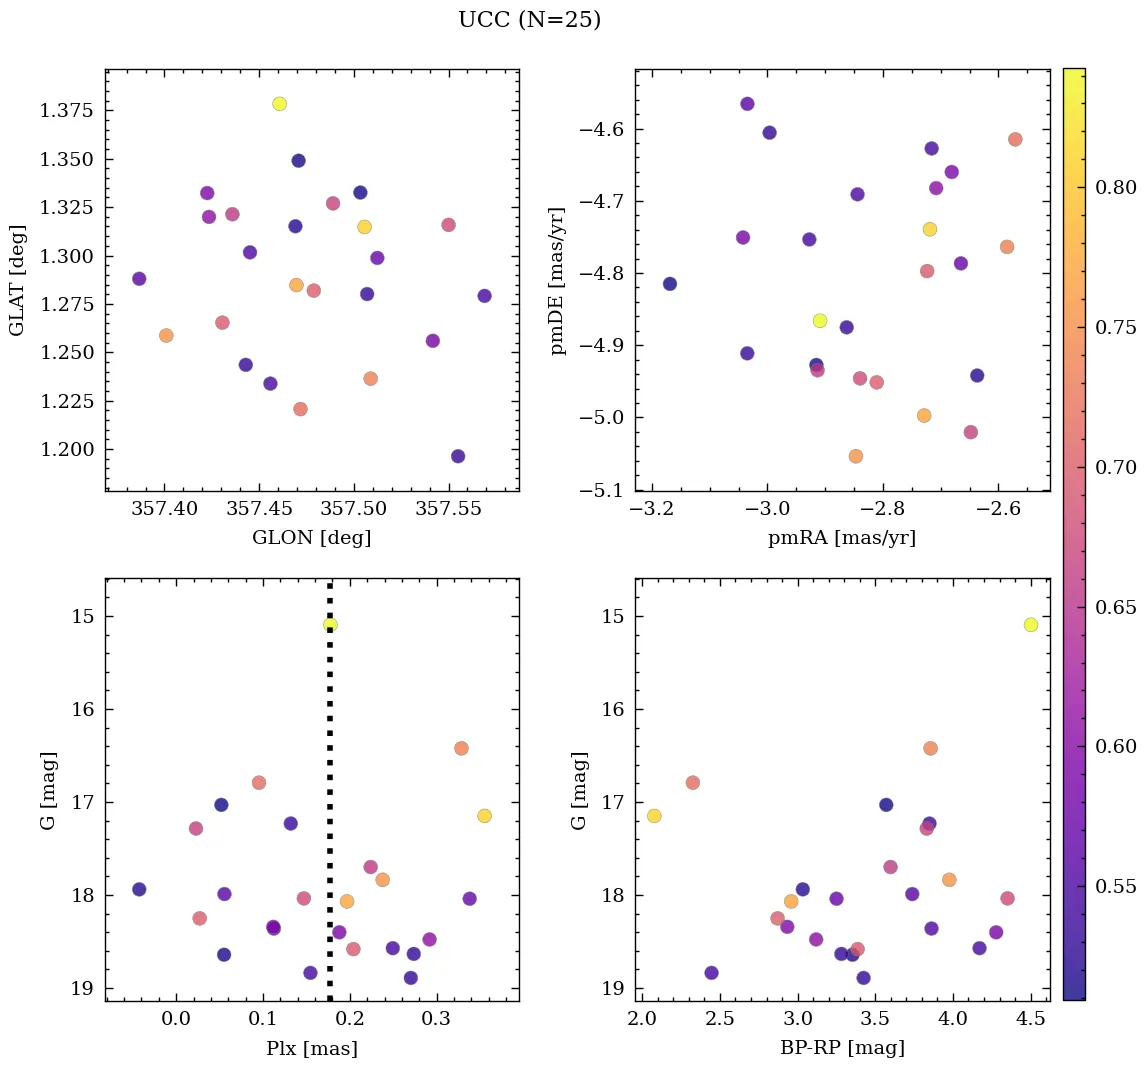 UCC (N=25)
1.375
1.350
1.325
1.300
1.275
1.250
1.225
1.200
GLAT [deg]
357.40 357.45 357.50 357.55
GLON [deg]
−4.6
−4.7
−4.8
−4.9
−5.0
−5.1
pmDE [mas/yr]
−3.2 −3.0 −2.8 −2.6
pmRA [mas/yr]
15
16
17
18
19
G [mag]
0.0 0.1 0.2 0.3
Plx [mas]
15
16
17
18
19
G [mag]
2.0 2.5 3.0 3.5 4.0 4.5
BP-RP [mag]
0.80
0.75
0.70
0.65
0.60
0.55